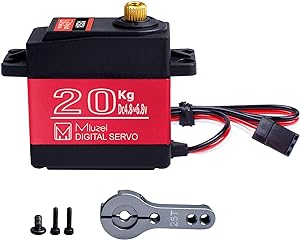 20Kg
Dc4.8=6.8v
M Miuzei
DIGITAL SERVO
25T